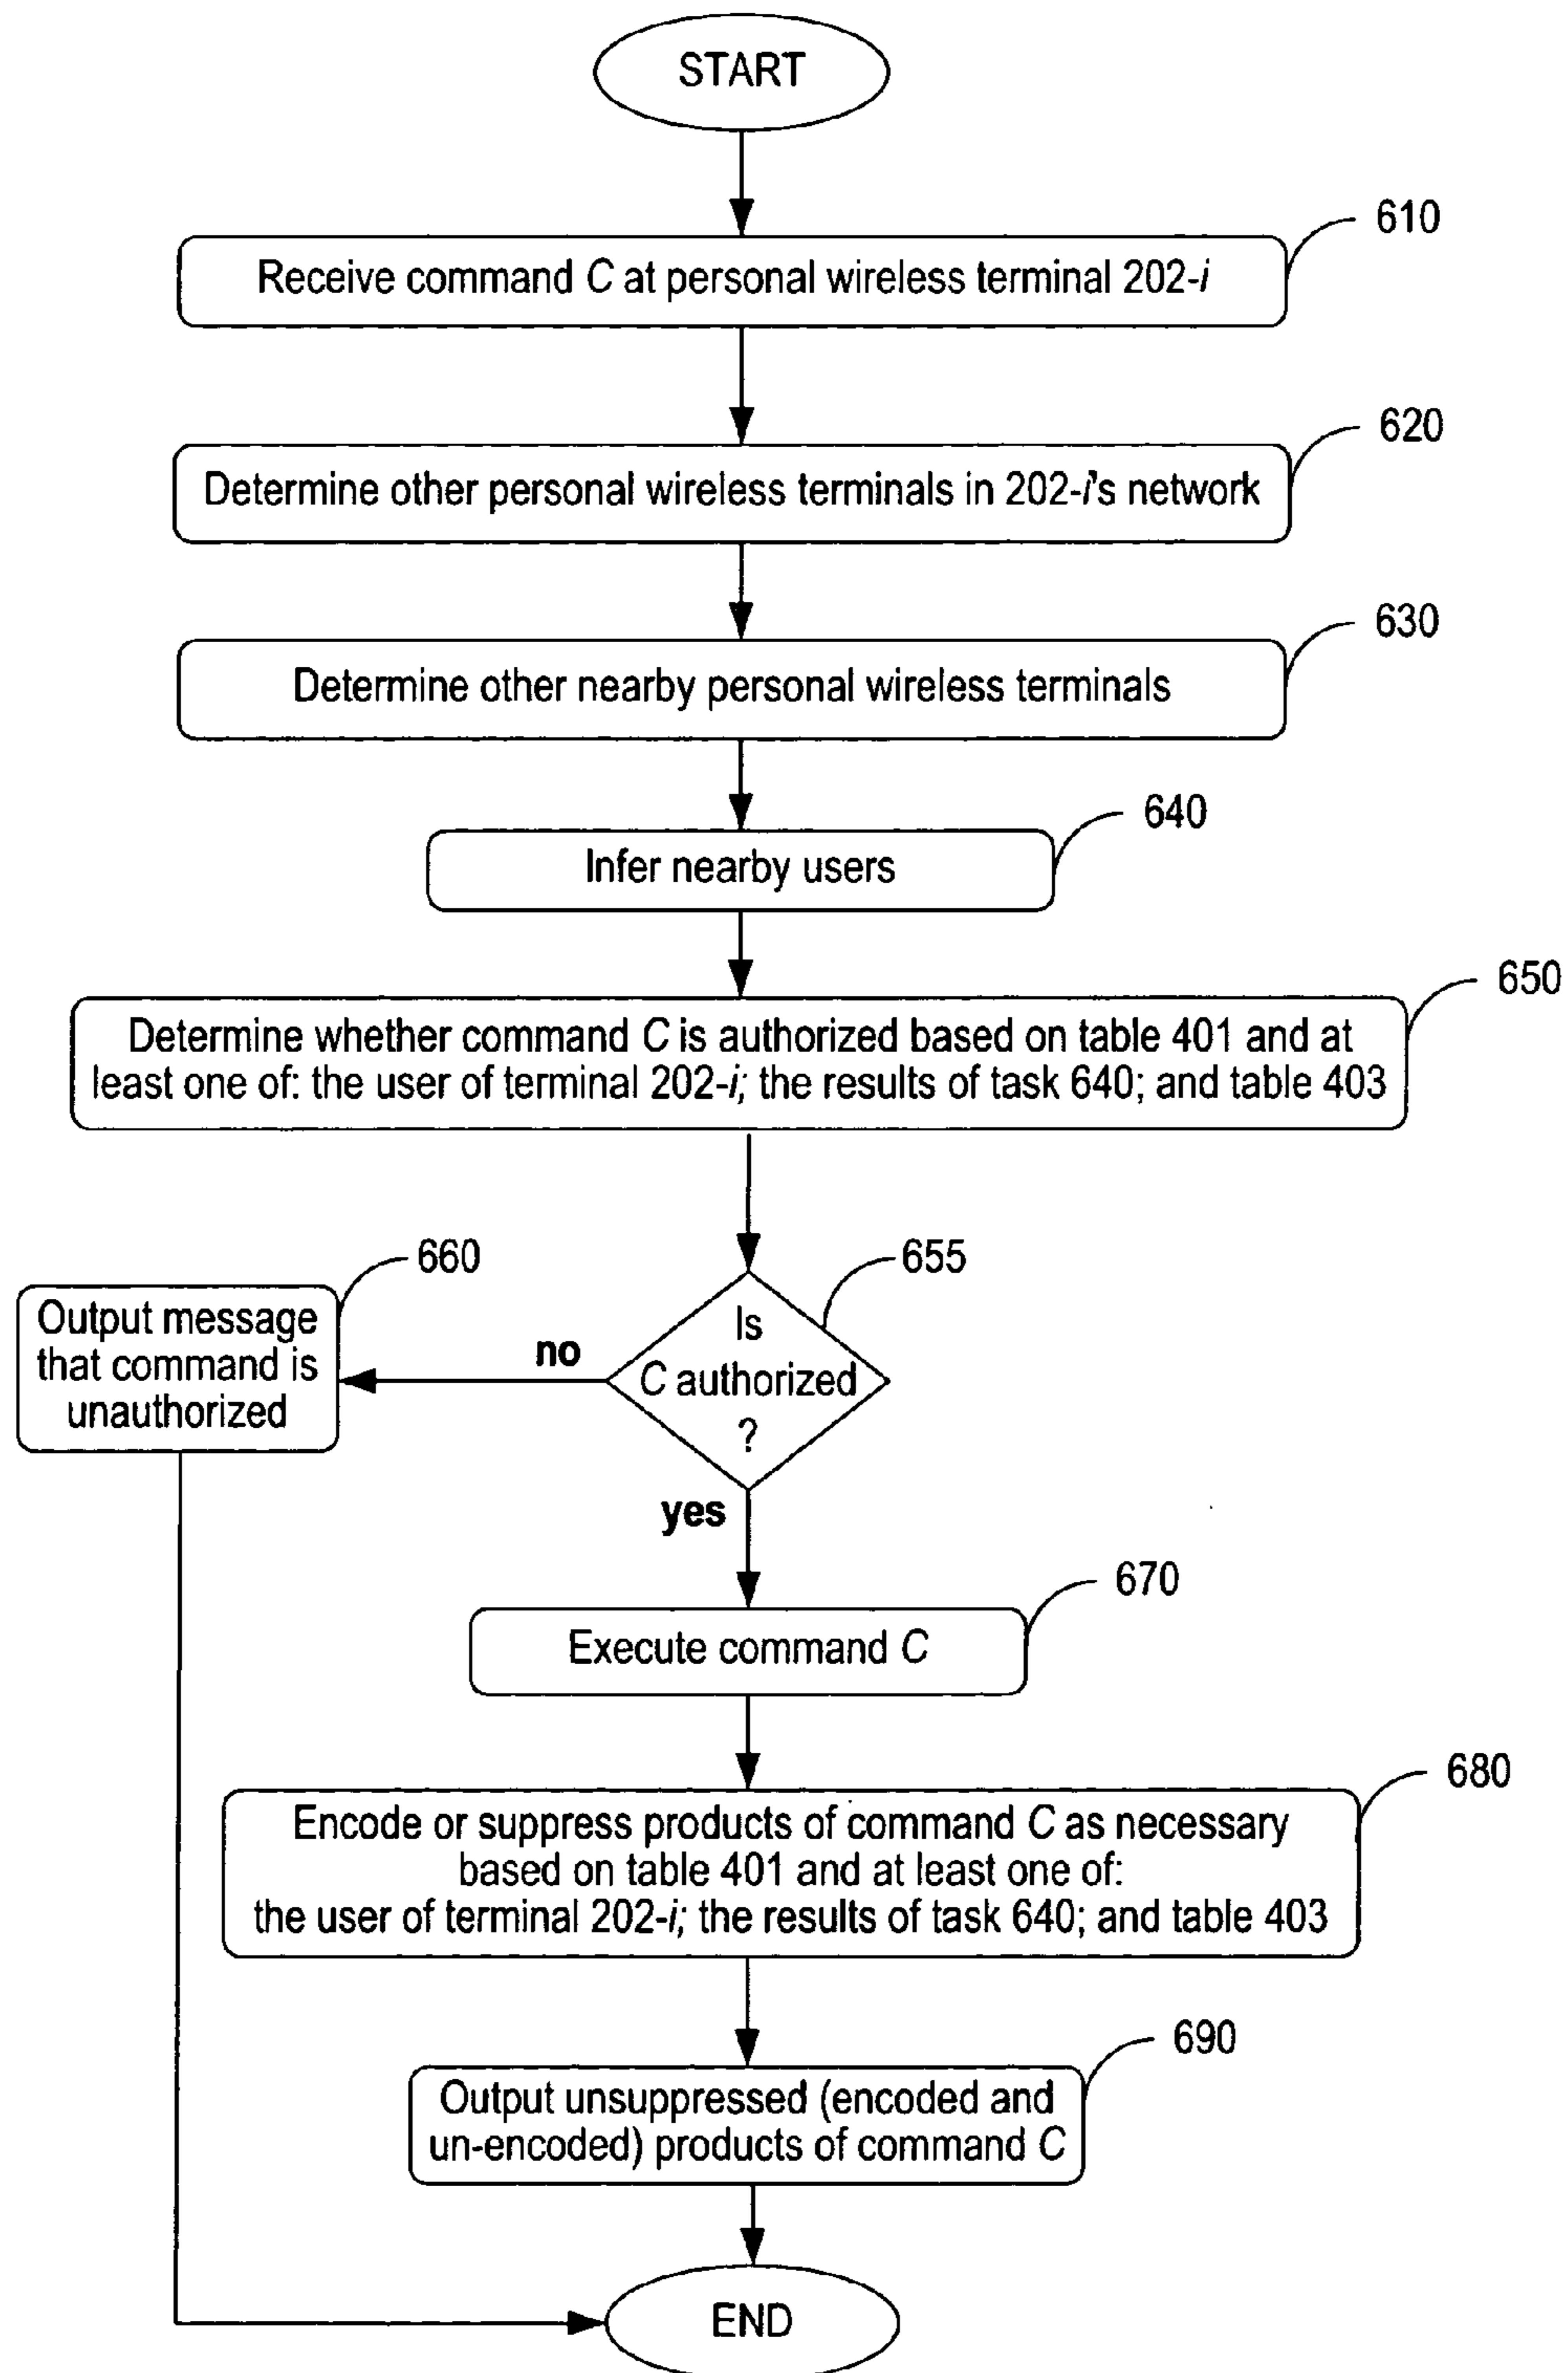 START
610
Receive command C at personal wireless terminal 202-i
620
Determine other personal wireless terminals in 202-i's network
630
Determine other nearby personal wireless terminals
640
Infer nearby users
650
Determine whether command C is authorized based on table 401 and at
least one of: the user of terminal 202-i; the results of task 640; and table 403
660
655
Output message
that command is
unauthorized
no
Is
C authorized
?
yes
670
Execute command C
680
Encode or suppress products of command C as necessary
based on table 401 and at least one of:
the user of terminal 202-i; the results of task 640; and table 403
690
Output unsuppressed (encoded and
un-encoded) products of command C
END